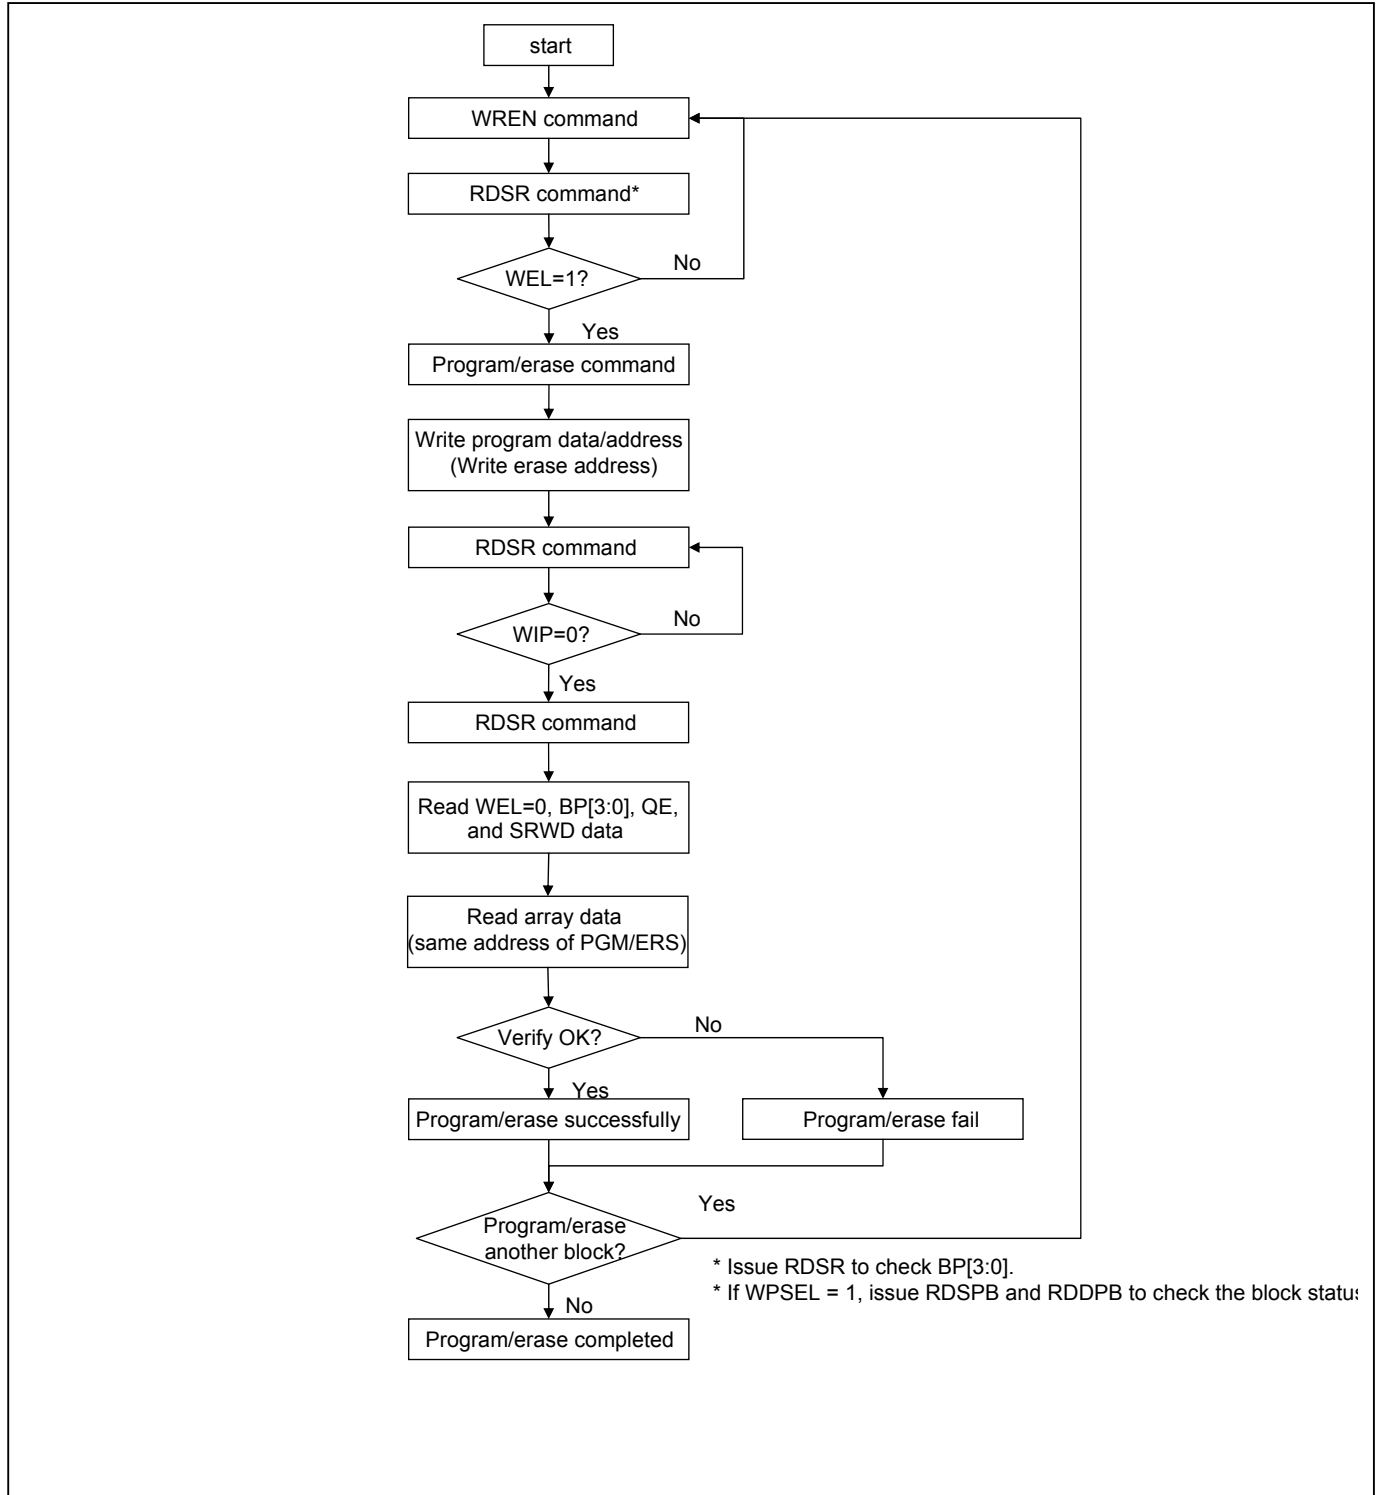 start
WREN command
RDSR command*
WEL=1?
No
Yes
Program/erase command
Write program data/address
(Write erase address)
RDSR command
WIP=0?
No
Yes
RDSR command
Read WEL=0, BP[3:0], QE,
and SRWD data
Read array data
(same address of PGM/ERS)
Verify OK?
No
Yes
Program/erase successfully
Program/erase fail
Yes
Program/erase
another block?
* Issue RDSR to check BP[3:0].
* If WPSEL = 1, issue RDSPB and RDDPB to check the block status
No
Program/erase completed